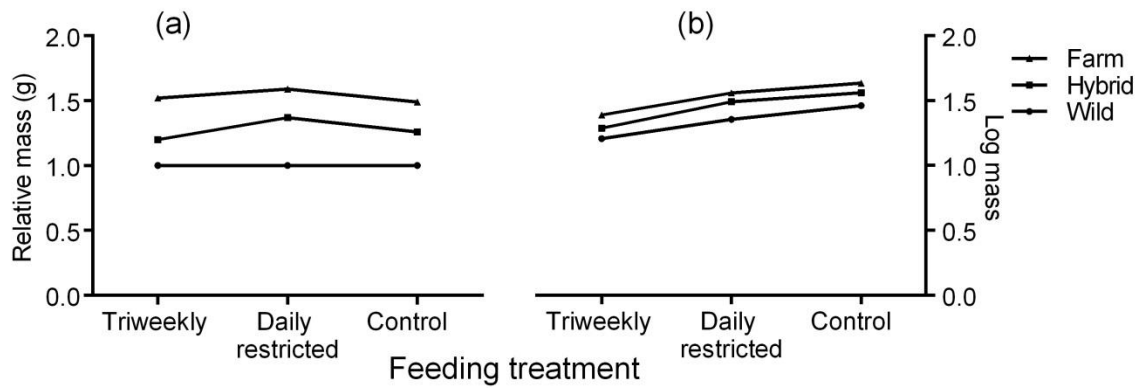 (a)
Relative mass (g)
2.0
1.5
1.0
0.5
0.0
Triweekly
Daily
restricted
Control
(b)
2.0
1.5
1.0
0.5
0.0
Log mass
Triweekly
Daily
restricted
Control
Farm
Hybrid
Wild
Feeding treatment